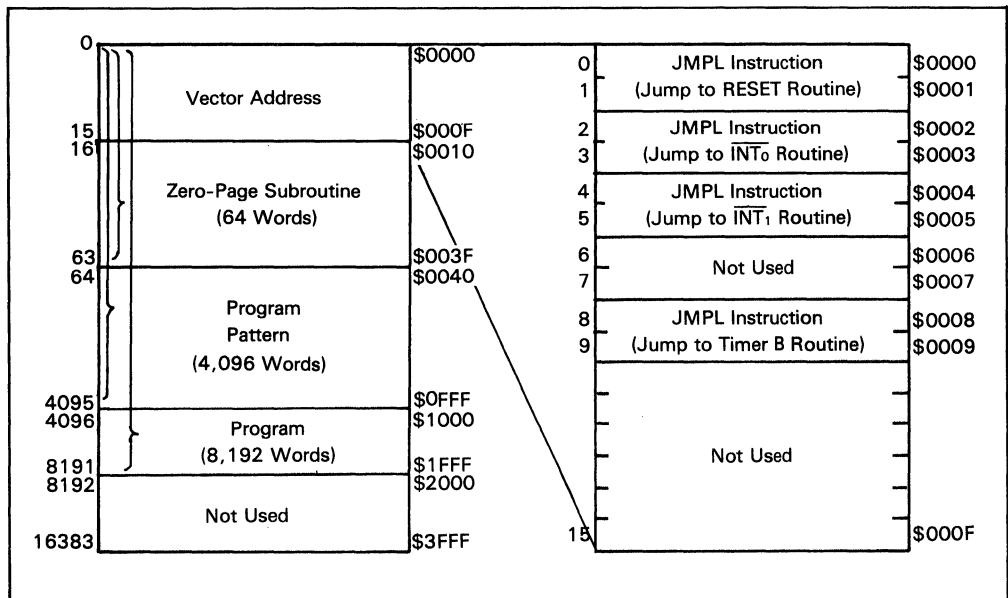 0
$0000
Vector Address
15
$000F
16
$0010
Zero-Page Subroutine
(64 Words)
63
$003F
64
$0040
Program
Pattern
(4,096 Words)
4095
$0FFF
4096
$1000
Program
(8,192 Words)
8191
$1FFF
8192
$2000
Not Used
16383
$3FFF
0
JMPL Instruction
$0000
1
(Jump to RESET Routine)
$0001
2
JMPL Instruction
$0002
3
(Jump to INT0 Routine)
$0003
4
JMPL Instruction
$0004
5
(Jump to INT1 Routine)
$0005
6
$0006
Not Used
7
$0007
8
JMPL Instruction
$0008
9
(Jump to Timer B Routine)
$0009
Not Used
15
$000F